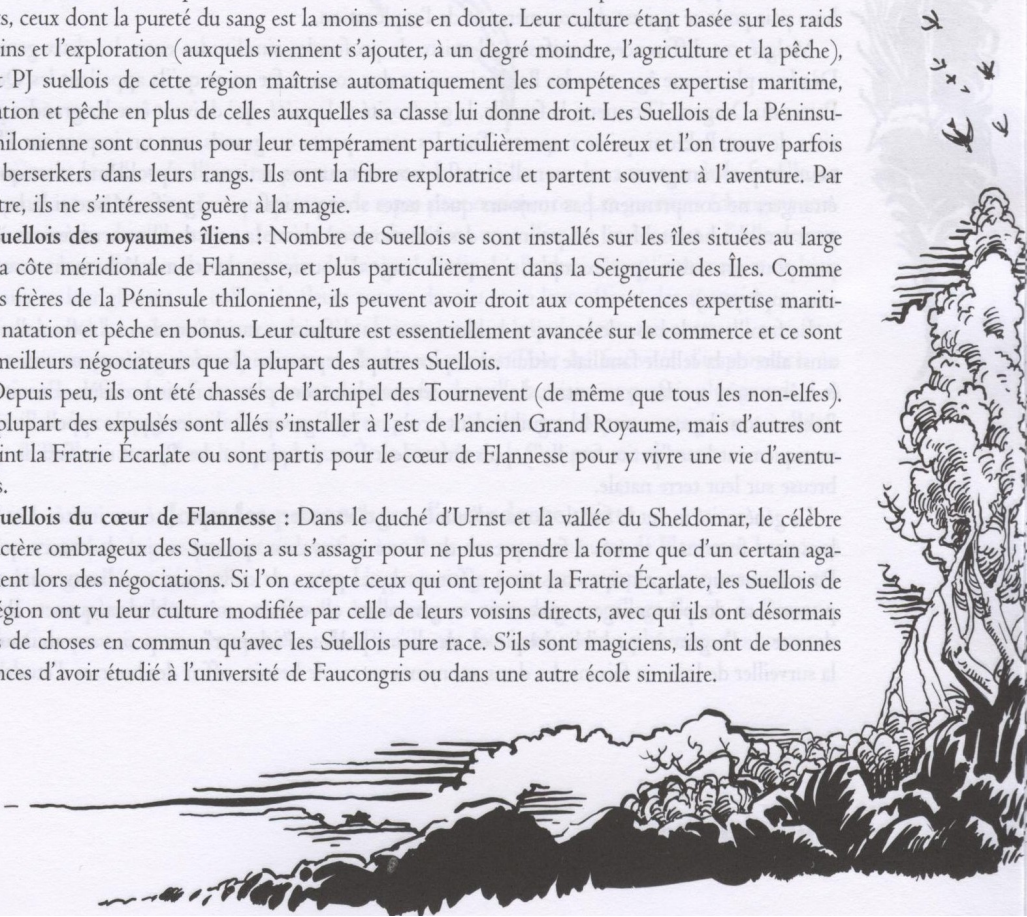 s, ceux dont la pureté du sang est la moins mise en doute. Leur culture étant basée sur les raids
ins et l'exploration (auxquels viennent s'ajouter, à un degré moindre, l'agriculture et la pêche),
PJ suellois de cette région maîtrise automatiquement les compétences expertise maritime,
tion et pêche en plus de celles auxquelles sa classe lui donne droit. Les Suellois de la Péninsu-
hilonienne sont connus pour leur tempérament particulièrement coléreux et l'on trouve parfois
berserkers dans leurs rangs. Ils ont la fibre exploratrice et partent souvent à l'aventure. Par
tre, ils ne s'intéressent guère à la magie.
uellois des royaumes îliens : Nombre de Suellois se sont installés sur les îles situées au large
a côte méridionale de Flannesse, et plus particulièrement dans la Seigneurie des Îles. Comme
s frères de la Péninsule thilonienne, ils peuvent avoir droit aux compétences expertise mariti-
natation et pêche en bonus. Leur culture est essentiellement axée sur le commerce et ce sont
meilleurs négociateurs que la plupart des autres Suellois.
Depuis peu, ils ont été chassés de l'archipel des Tournevent (de même que tous les non-elfes).
plupart des expulsés sont allés s'installer à l'est de l'ancien Grand Royaume, mais d'autres ont
int la Fratrie Écarlate ou sont partis pour le cœur de Flannesse pour y vivre une vie d'aventu-
s.
uellois du cœur de Flannesse : Dans le duché d'Urnst et la vallée du Sheldomar, le célèbre
ctère ombrageux des Suellois a su s'assagir pour ne plus prendre la forme que d'un certain aga-
ent lors des négociations. Si l'on excepte ceux qui ont rejoint la Fratrie Écarlate, les Suellois de
égion ont vu leur culture modifiée par celle de leurs voisins directs, avec qui ils ont désormais
s de choses en commun qu'avec les Suellois pure race. S'ils sont magiciens, ils ont de bonnes
nces d'avoir étudié à l'université de Faucongris ou dans une autre école similaire.